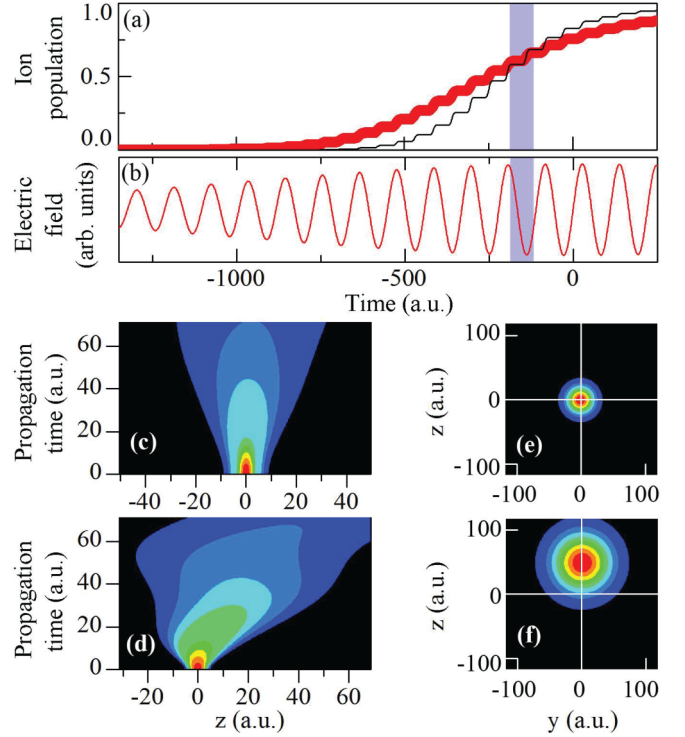 (a)
Ion
population
1.0
0.5
0.0
(b)
Electric
field
(arb. units)
-1000 -500 0
Time (a.u.)
Propagation
time (a.u.)
60
40
20
0
(c)
-40 -20 0 20 40
z (a.u.)
100
0
-100
(e)
-100 0 100
Propagation
time (a.u.)
60
40
20
0
(d)
-20 0 20 40 60
z (a.u.)
z (a.u.)
100
0
-100
(f)
-100 0 100
y (a.u.)